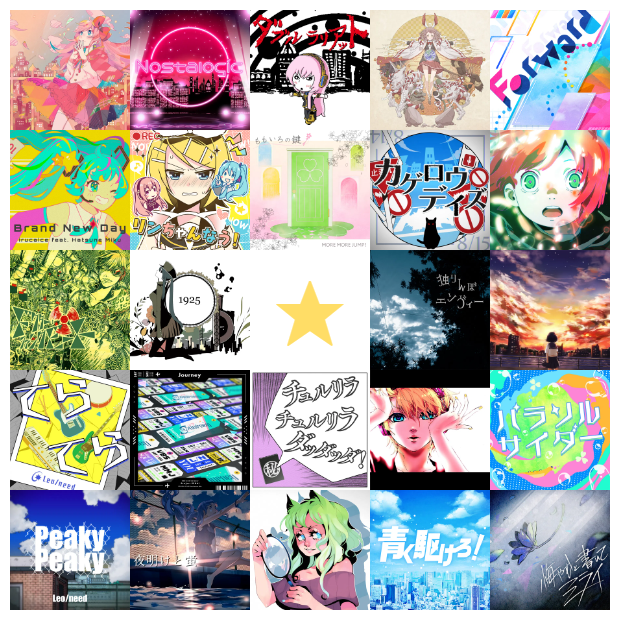 Nostalogic
ダブルラリアット
Forward
Brand New Day
irucaice feat. Hatsune Miku
REC
リンちゃんなう!
ももいろの鍵
MORE MORE JUMP!
カゲロウ
デイズ
8/15
1925
独りんぼ
エンヴィー
Leo/need
Journey
チュルリラ
チュルリラ
ダッダッダ!
パラソル
サイダー
Peaky
Peaky
Leo/need
夜明けと蛍
青く駆けろ!
悔やむと書いて
ミライ